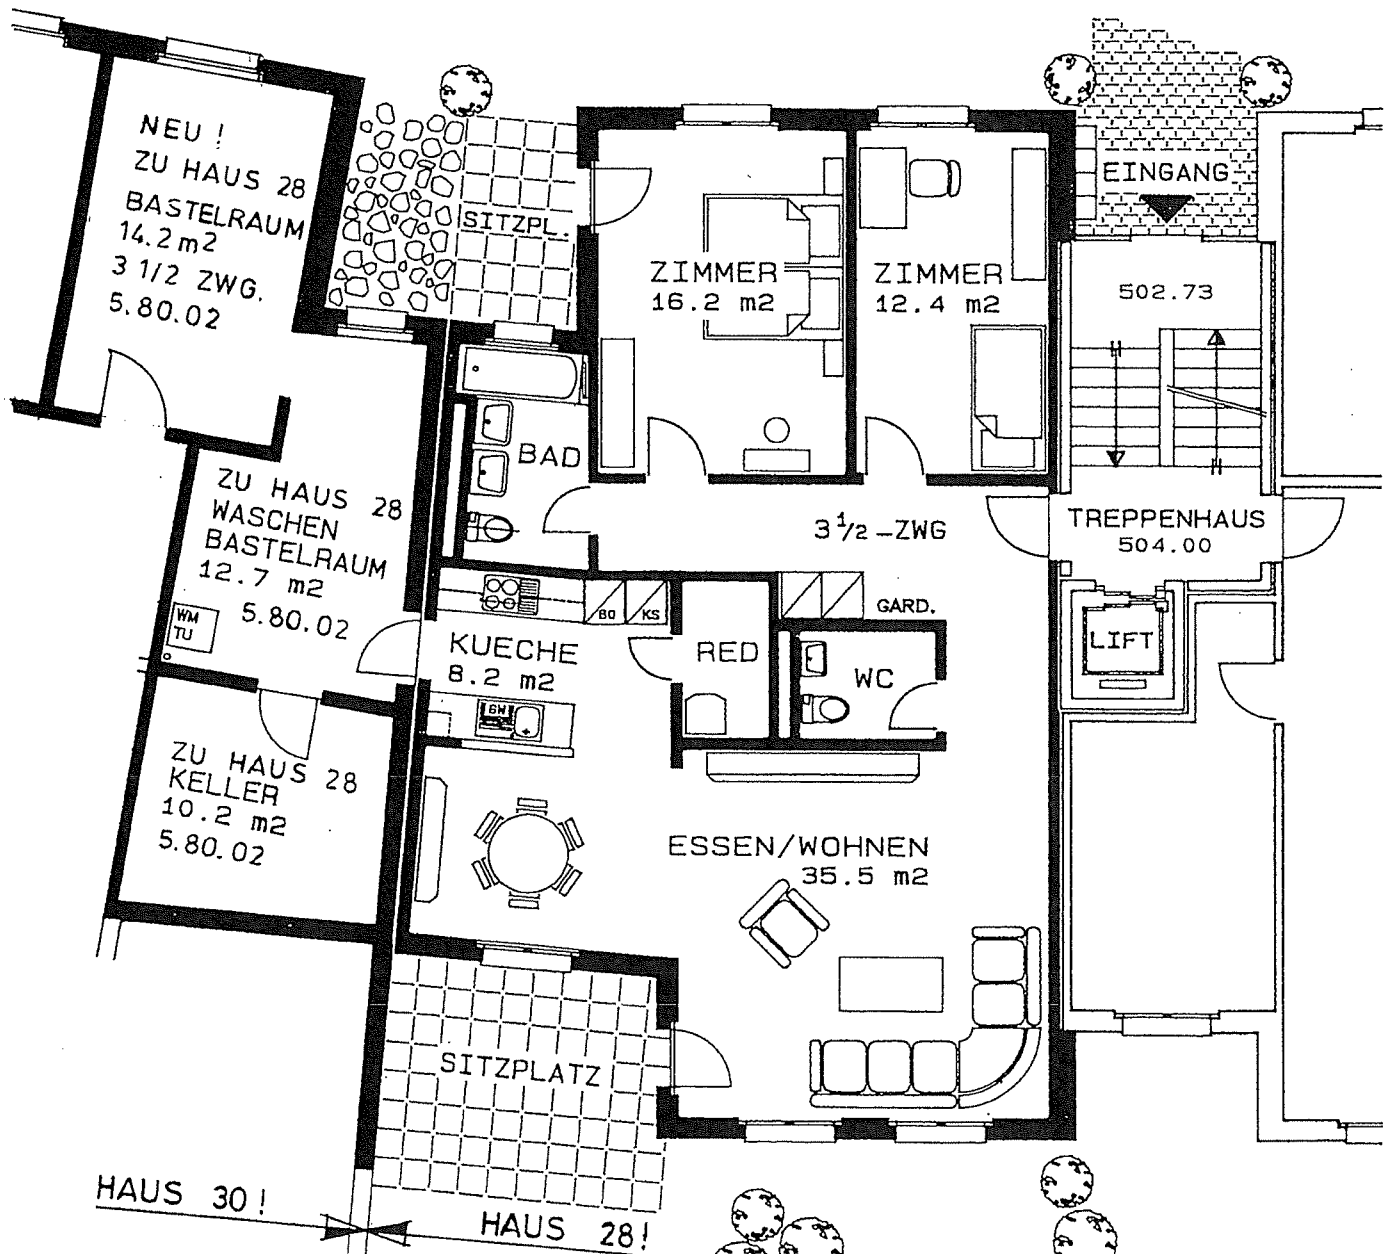 NEU !
ZU HAUS 28
BASTELRAUM
14.2 m2
3 1/2 ZWG.
5.80.02
SITZPL.
ZIMMER
16.2 m2
ZIMMER
12.4 m2
EINGANG
502.73
BAD
ZU HAUS 28
WASCHEN
BASTELRAUM
12.7 m2
5.80.02
WM
TU
3 1/2 -ZWG
TREPPENHAUS
504.00
BO
KS
GARD.
KUECHE
8.2 m2
RED
WC
LIFT
GW
ZU HAUS 28
KELLER
10.2 m2
5.80.02
ESSEN/WOHNEN
35.5 m2
SITZPLATZ
HAUS 30!
HAUS 28!